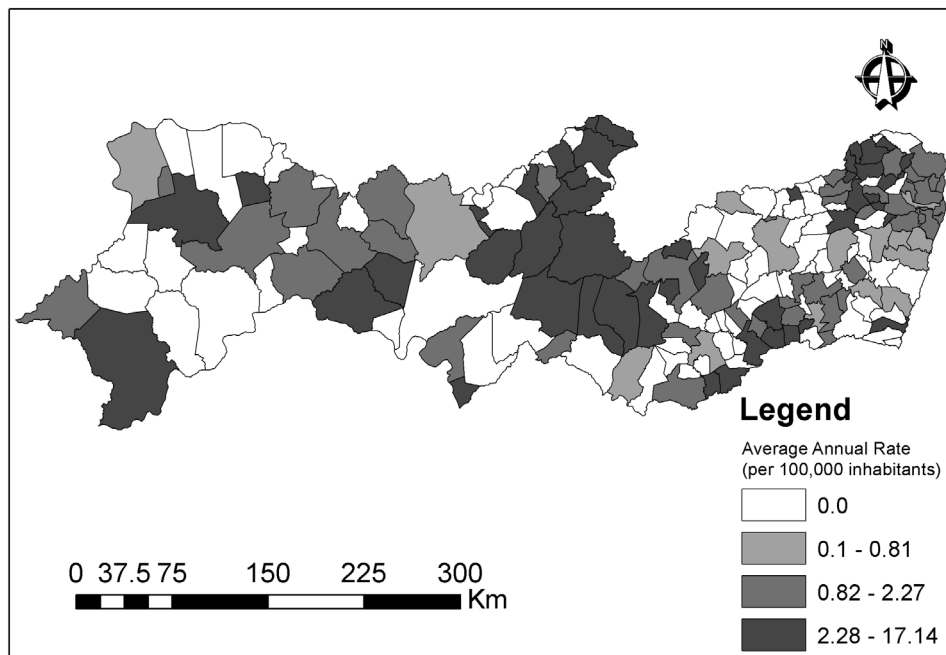 N
Legend
Average Annual Rate
(per 100,000 inhabitants)
0.0
0.1 - 0.81
0.82 - 2.27
2.28 - 17.14
0 37.5 75 150 225 300
Km